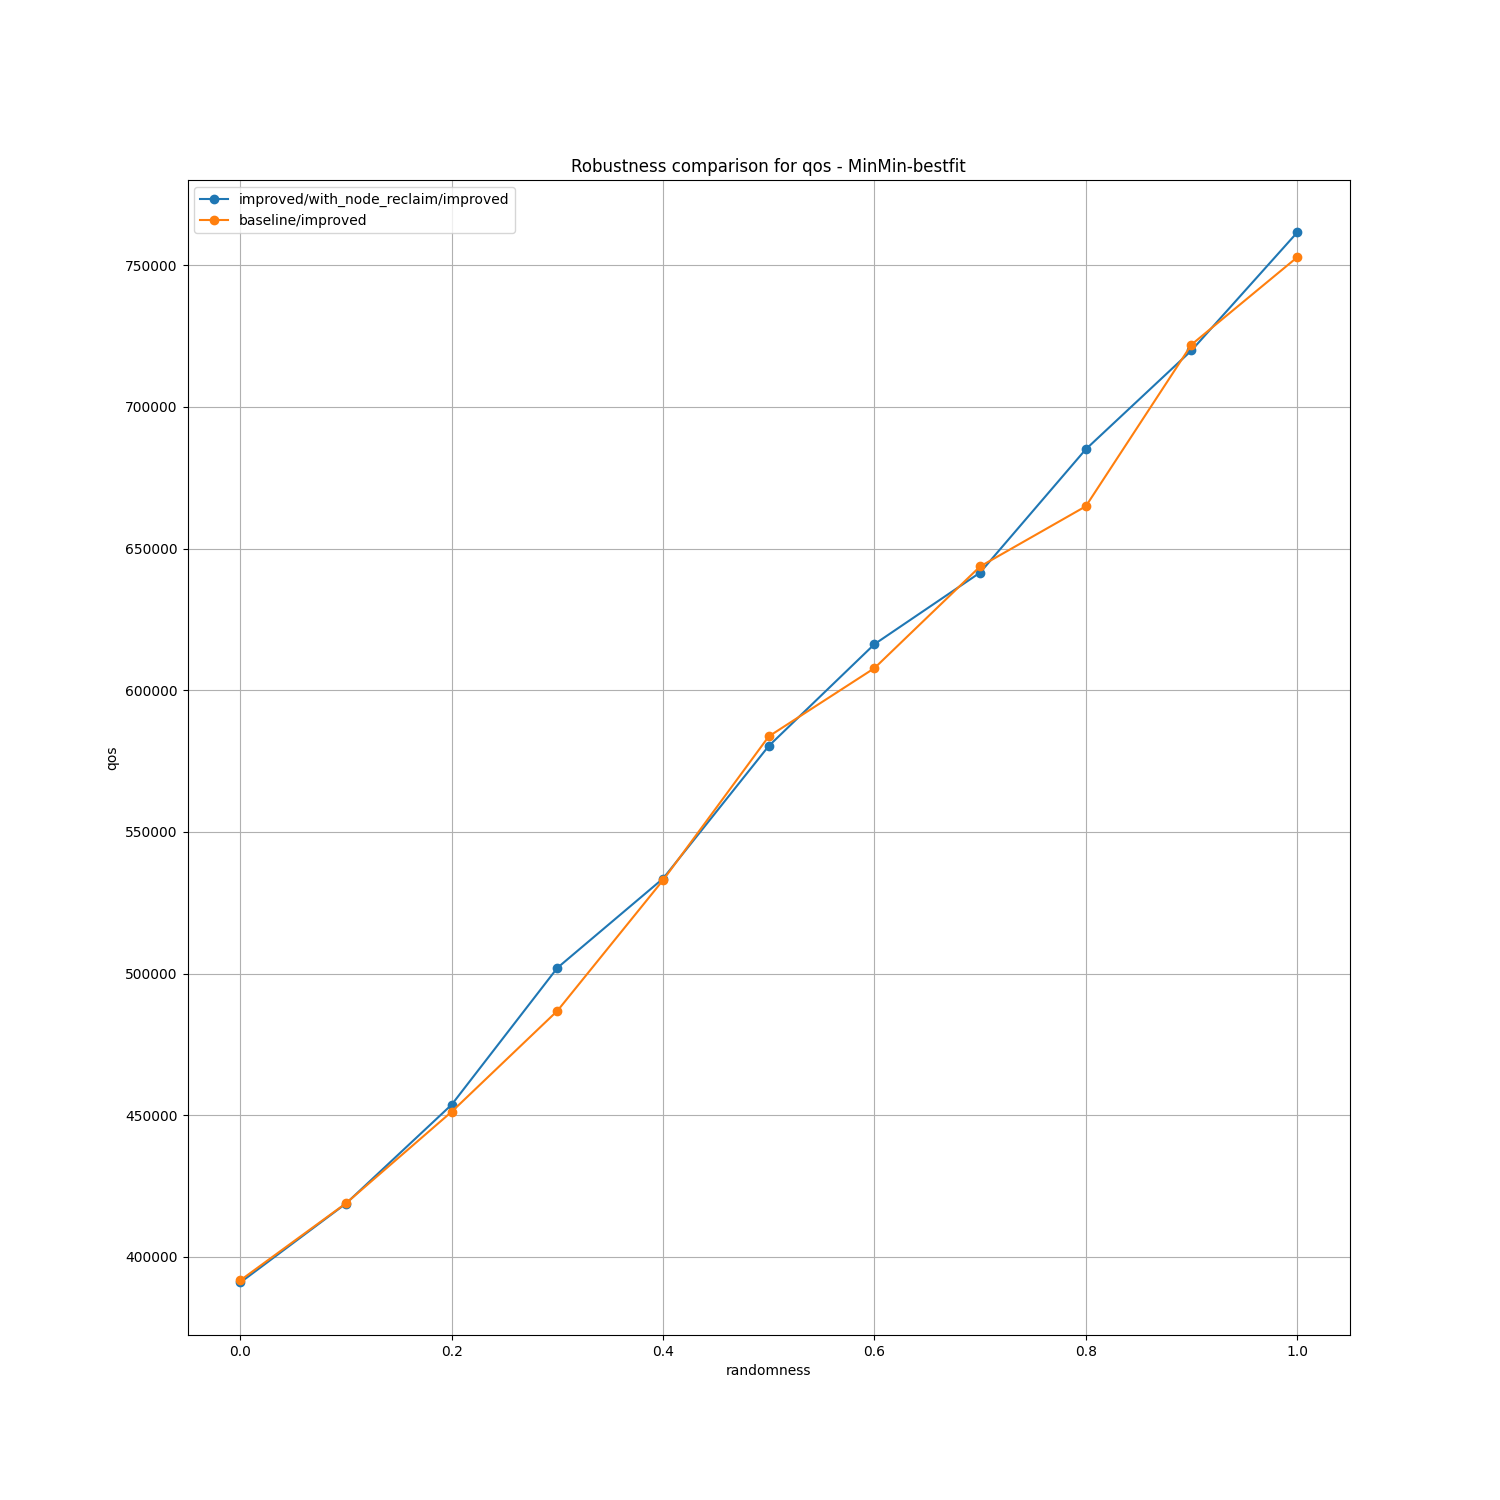 Robustness comparison for qos - MinMin-bestfit
improved/with_node_reclaim/improved
baseline/improved
750000
700000
650000
600000
550000
500000
450000
400000
qos
0.0 0.2 0.4 0.6 0.8 1.0
randomness